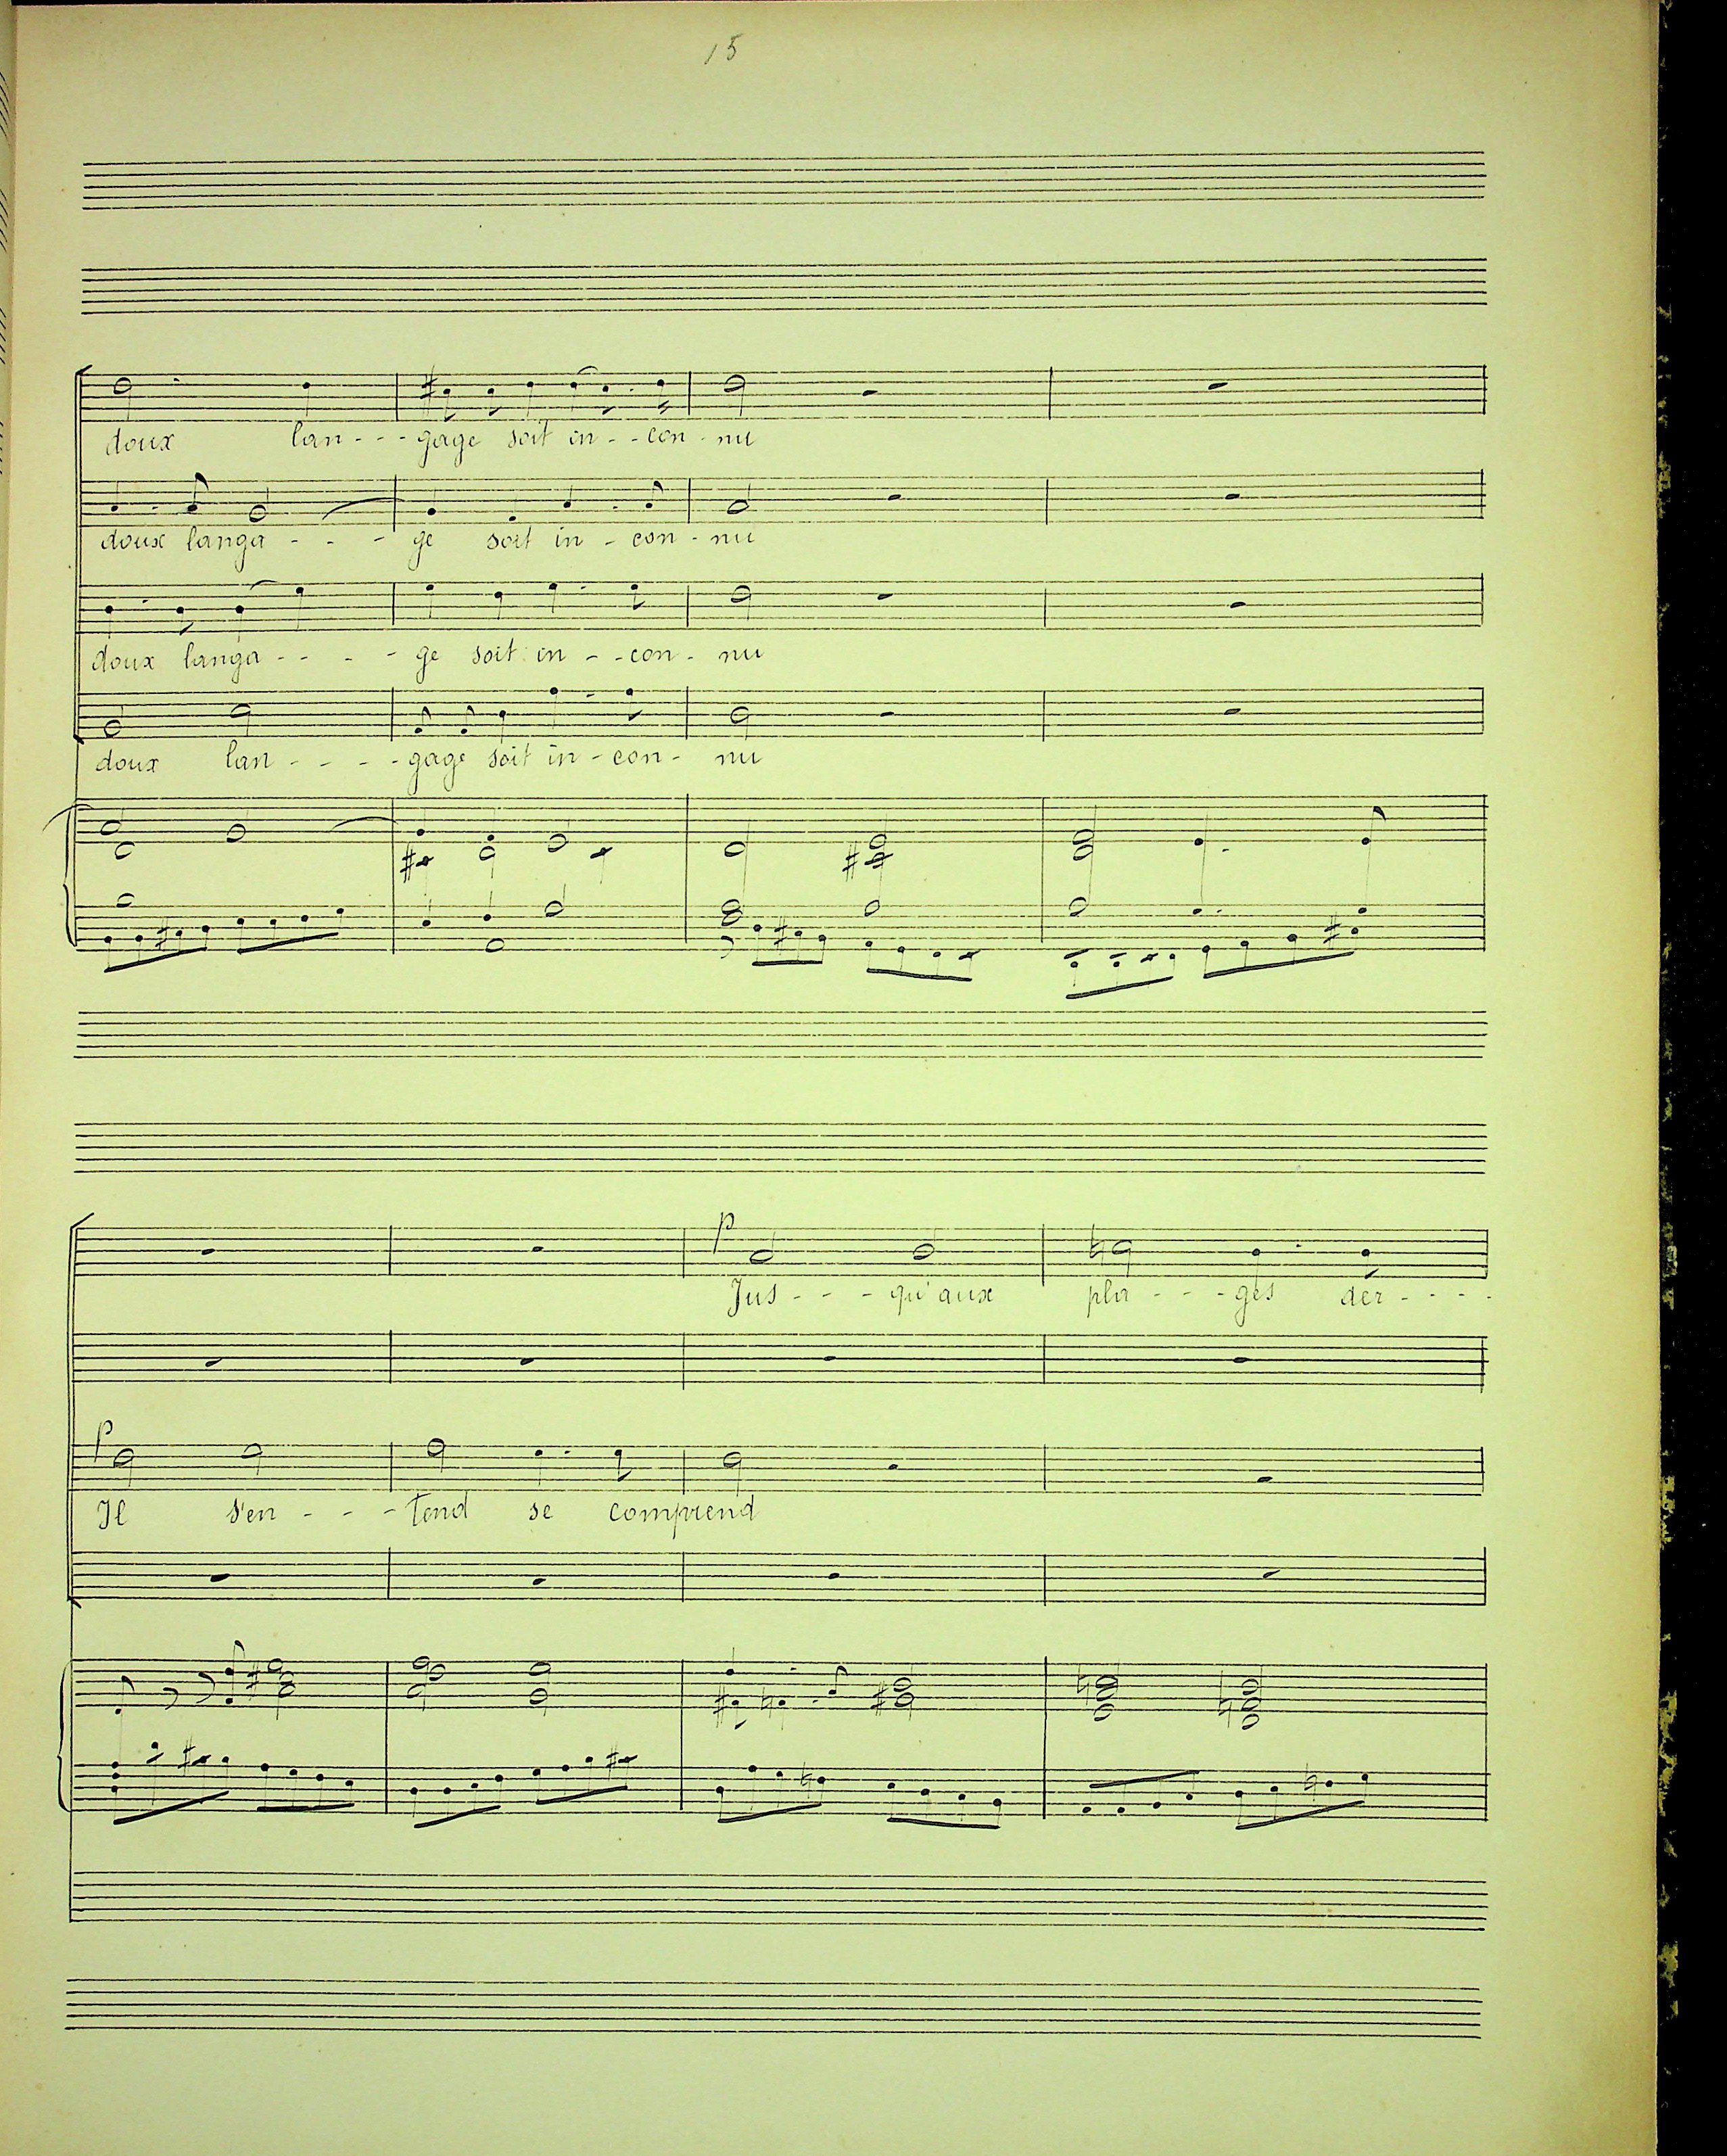 15
doux lan - - - gage soit in - - con - nu
doux langa - - - ge soit in - con - nu
doux langa - - - - ge soit in - - con - nu
doux lan - - - - gage soit in - con - nu
p
Jus - - - qu'aux pla - - - ges der - - - -
p
Il s'en - - - tend se comprend